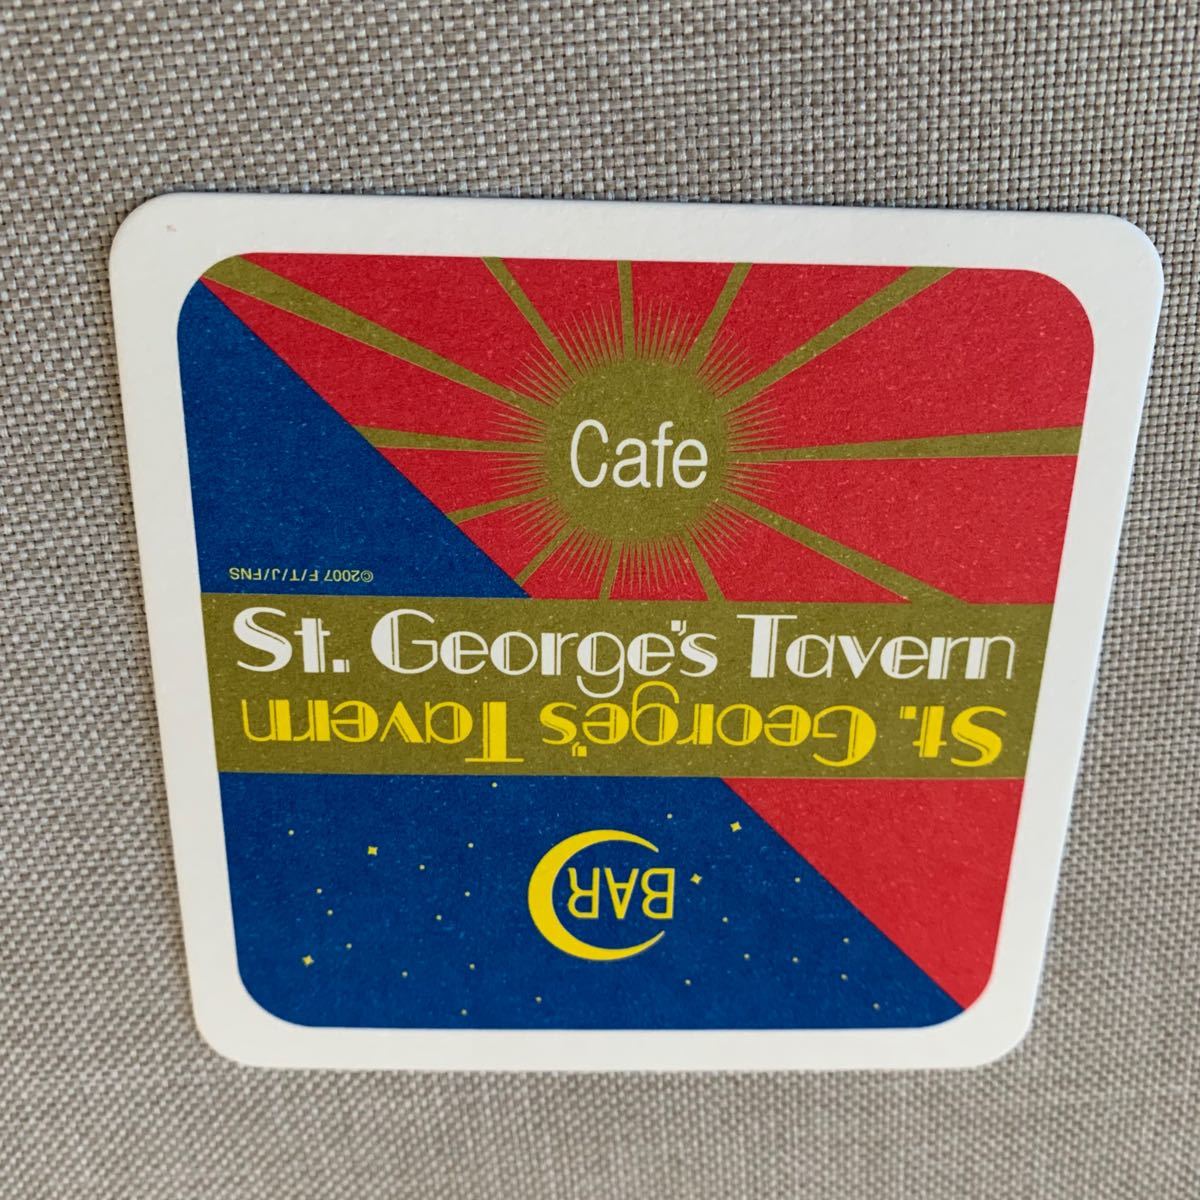 Cafe
©2007 F/T/J/FNS
St. George's Tavern
St. George's Tavern
BAR